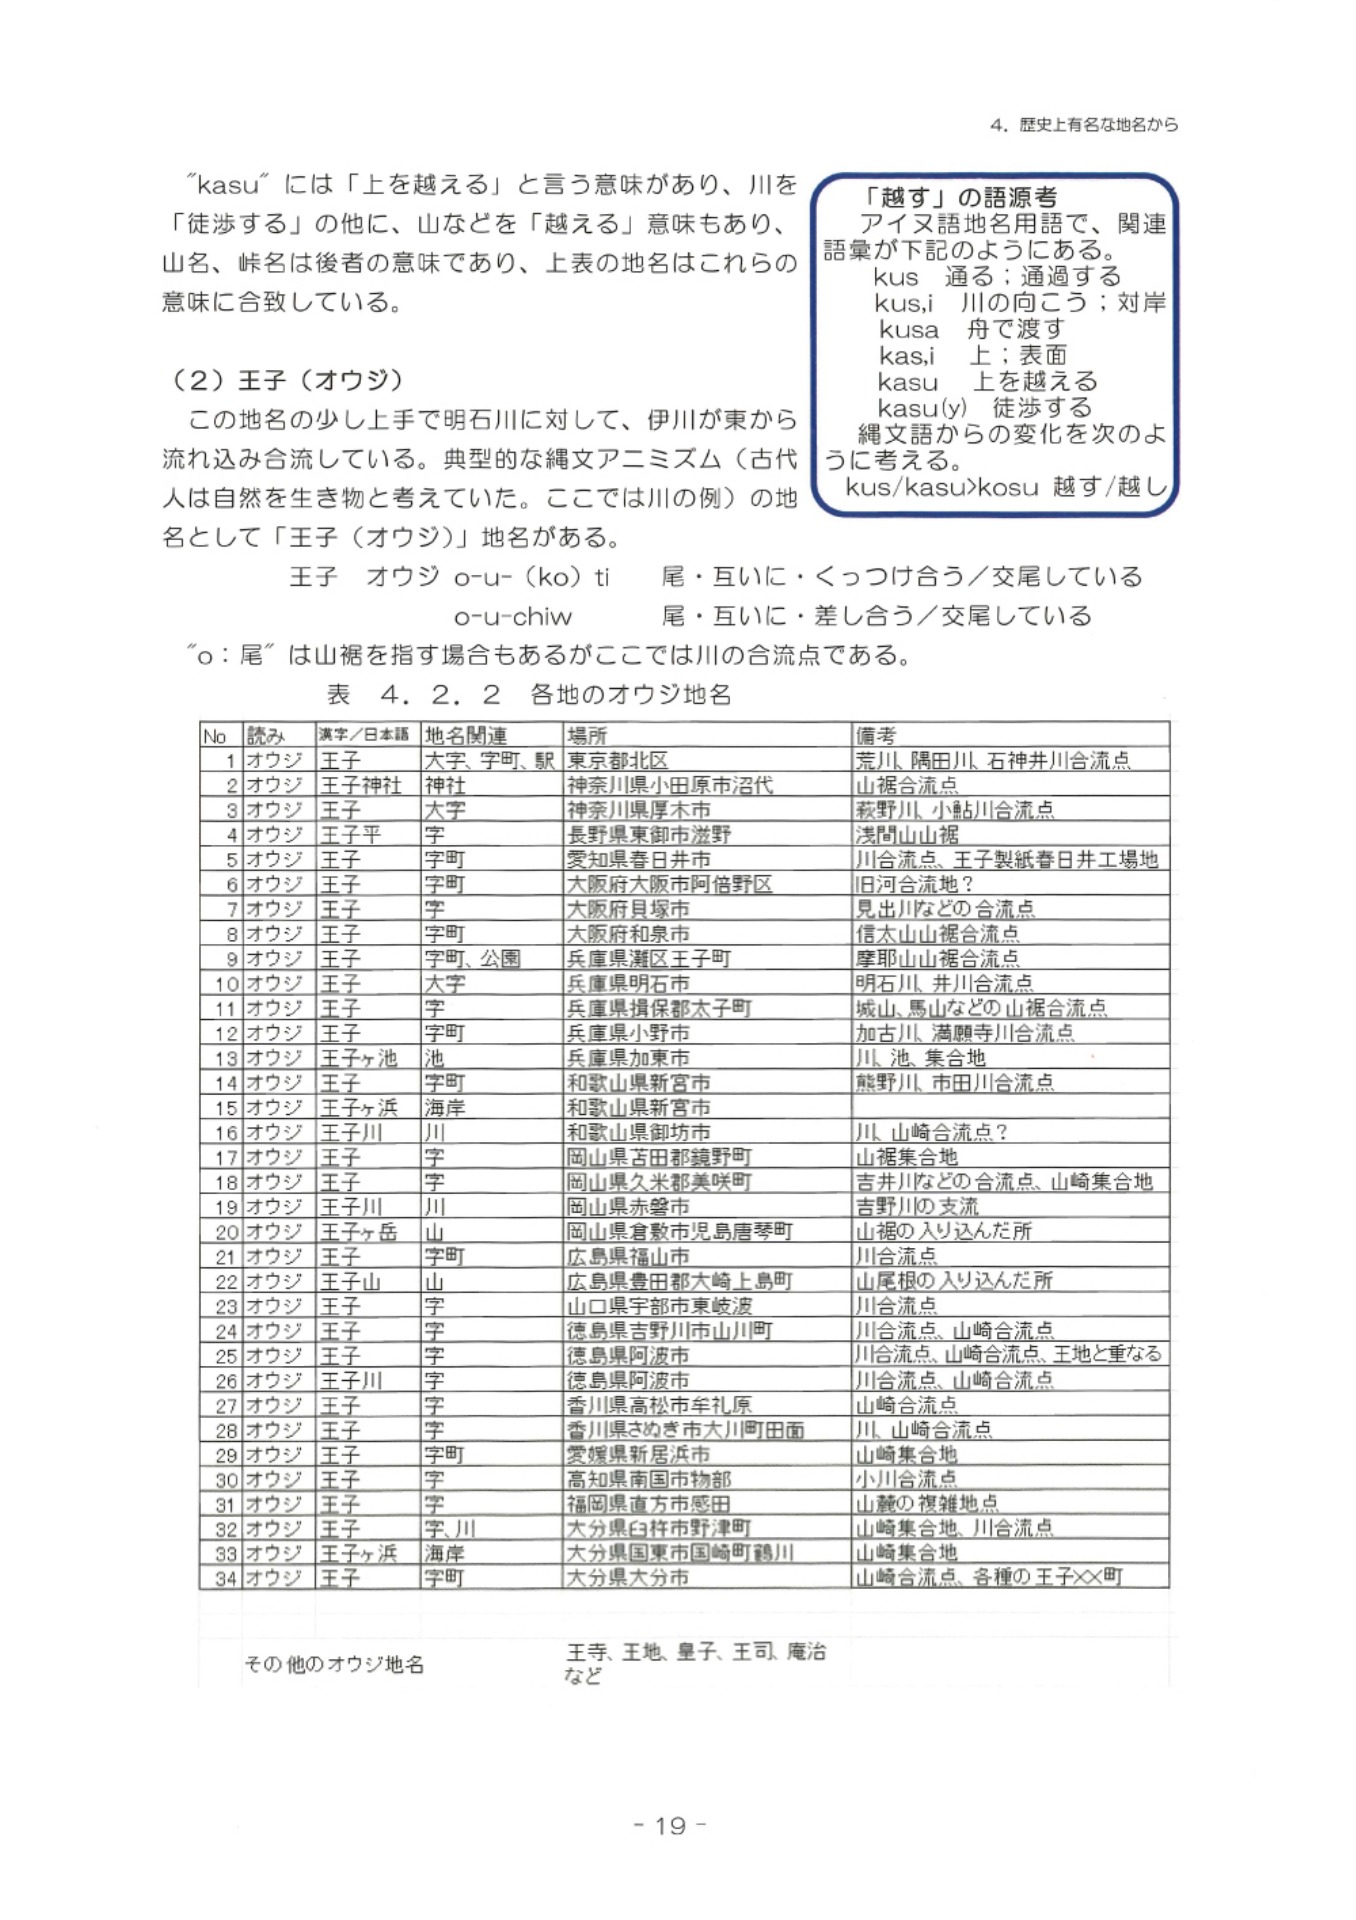 4．歴史上有名な地名から
″kasu″には「上を越える」と言う意味があり、川を
「徒渉する」の他に、山などを「越える」意味もあり、
山名、峠名は後者の意味であり、上表の地名はこれらの
意味に合致している。
「越す」の語源考
アイヌ語地名用語で、関連
語彙が下記のようにある。
kus　通る；通過する
kus,i　川の向こう；対岸
kusa　舟で渡す
kas,i　上；表面
kasu　上を越える
kasu(y)　徒渉する
縄文語からの変化を次のよ
うに考える。
kus/kasu>kosu 越す/越し
（2）王子（オウジ）
この地名の少し上手で明石川に対して、伊川が東から
流れ込み合流している。典型的な縄文アニミズム（古代
人は自然を生き物と考えていた。ここでは川の例）の地
名として「王子（オウジ）」地名がある。
王子　オウジ o-u-（ko）ti　尾・互いに・くっつけ合う／交尾している
o-u-chiw　尾・互いに・差し合う／交尾している
″o：尾″は山裾を指す場合もあるがここでは川の合流点である。
表　4．2．2　各地のオウジ地名
No 読み 漢字／日本語 地名関連 場所 備考
1 オウジ 王子 大字、字町、駅 東京都北区 荒川、隅田川、石神井川合流点
2 オウジ 王子神社 神社 神奈川県小田原市沼代 山裾合流点
3 オウジ 王子 大字 神奈川県厚木市 萩野川、小鮎川合流点
4 オウジ 王子平 字 長野県東御市滋野 浅間山山裾
5 オウジ 王子 字町 愛知県春日井市 川合流点、王子製紙春日井工場地
6 オウジ 王子 字町 大阪府大阪市阿倍野区 旧河合流地？
7 オウジ 王子 字 大阪府貝塚市 見出川などの合流点
8 オウジ 王子 字町 大阪府和泉市 信太山山裾合流点
9 オウジ 王子 字町、公園 兵庫県灘区王子町 摩耶山山裾合流点
10 オウジ 王子 大字 兵庫県明石市 明石川、井川合流点
11 オウジ 王子 字 兵庫県揖保郡太子町 城山、馬山などの山裾合流点
12 オウジ 王子 字町 兵庫県小野市 加古川、満願寺川合流点
13 オウジ 王子ヶ池 池 兵庫県加東市 川、池、集合地
14 オウジ 王子 字町 和歌山県新宮市 熊野川、市田川合流点
15 オウジ 王子ヶ浜 海岸 和歌山県新宮市
16 オウジ 王子川 川 和歌山県御坊市 川、山崎合流点？
17 オウジ 王子 字 岡山県苫田郡鏡野町 山裾集合地
18 オウジ 王子 字 岡山県久米郡美咲町 吉井川などの合流点、山崎集合地
19 オウジ 王子川 川 岡山県赤磐市 吉野川の支流
20 オウジ 王子ヶ岳 山 岡山県倉敷市児島唐琴町 山裾の入り込んだ所
21 オウジ 王子 字町 広島県福山市 川合流点
22 オウジ 王子山 山 広島県豊田郡大崎上島町 山尾根の入り込んだ所
23 オウジ 王子 字 山口県宇部市東岐波 川合流点
24 オウジ 王子 字 徳島県吉野川市山川町 川合流点、山崎合流点
25 オウジ 王子 字 徳島県阿波市 川合流点、山崎合流点、王地と重なる
26 オウジ 王子川 字 徳島県阿波市 川合流点、山崎合流点
27 オウジ 王子 字 香川県高松市牟礼原 山崎合流点
28 オウジ 王子 字 香川県さぬき市大川町田面 川、山崎合流点
29 オウジ 王子 字町 愛媛県新居浜市 山崎集合地
30 オウジ 王子 字 高知県南国市物部 小川合流点
31 オウジ 王子 字 福岡県直方市感田 山麓の複雑地点
32 オウジ 王子 字、川 大分県臼杵市野津町 山崎集合地、川合流点
33 オウジ 王子ヶ浜 海岸 大分県国東市国崎町鶴川 山崎集合地
34 オウジ 王子 字町 大分県大分市 山崎合流点、各種の王子××町
その他のオウジ地名 王寺、王地、皇子、王司、庵治
など
- 19 -